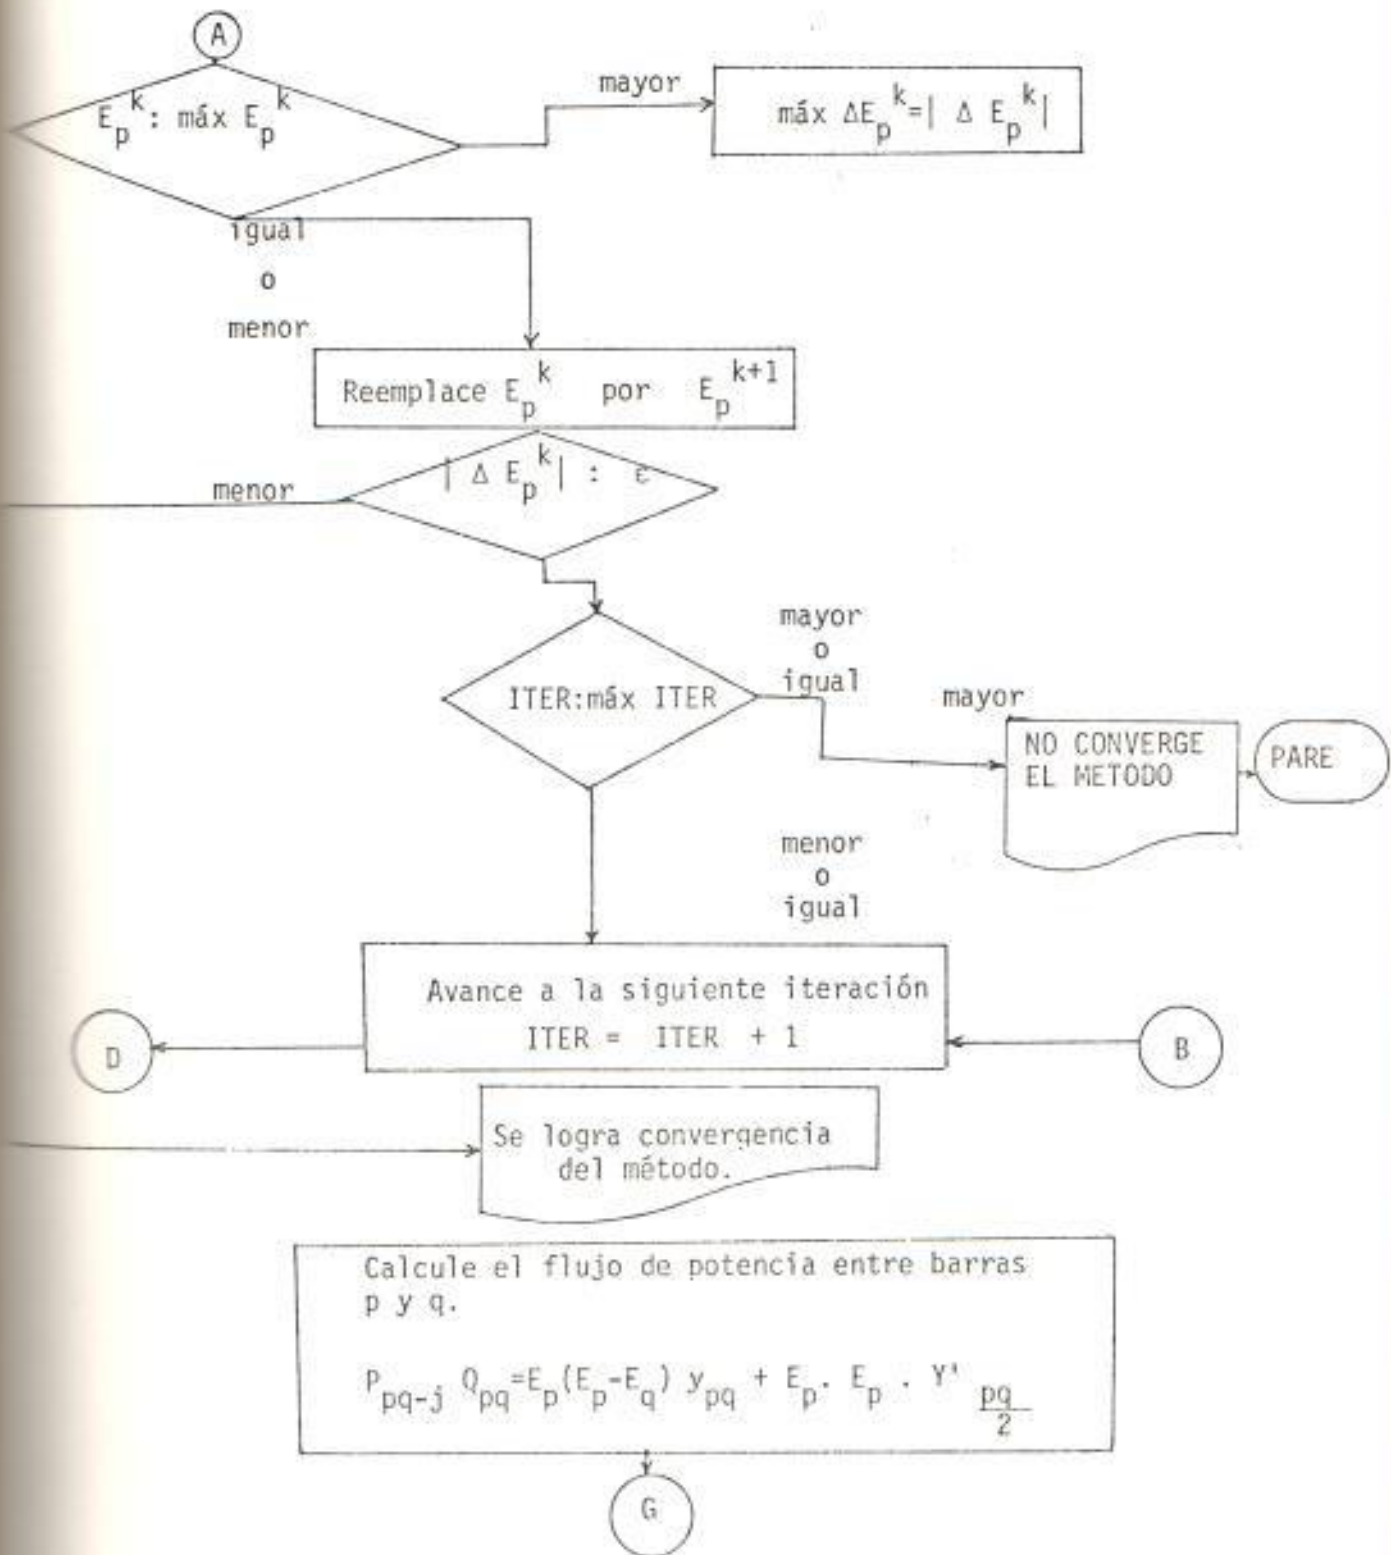 A
E_p^k: máx E_p^k
mayor
máx ΔE_p^k=| Δ E_p^k|
igual
o
menor
Reemplace E_p^k por E_p^k+1
| Δ E_p^k| : ε
menor
mayor
o
igual
ITER:máx ITER
mayor
NO CONVERGE
EL METODO
PARE
menor
o
igual
Avance a la siguiente iteración
ITER = ITER + 1
D
B
Se logra convergencia
del método.
Calcule el flujo de potencia entre barras
p y q.
P_pq-j Q_pq=E_p(E_p-E_q) y_pq + E_p. E_p . Y' pq/2
G